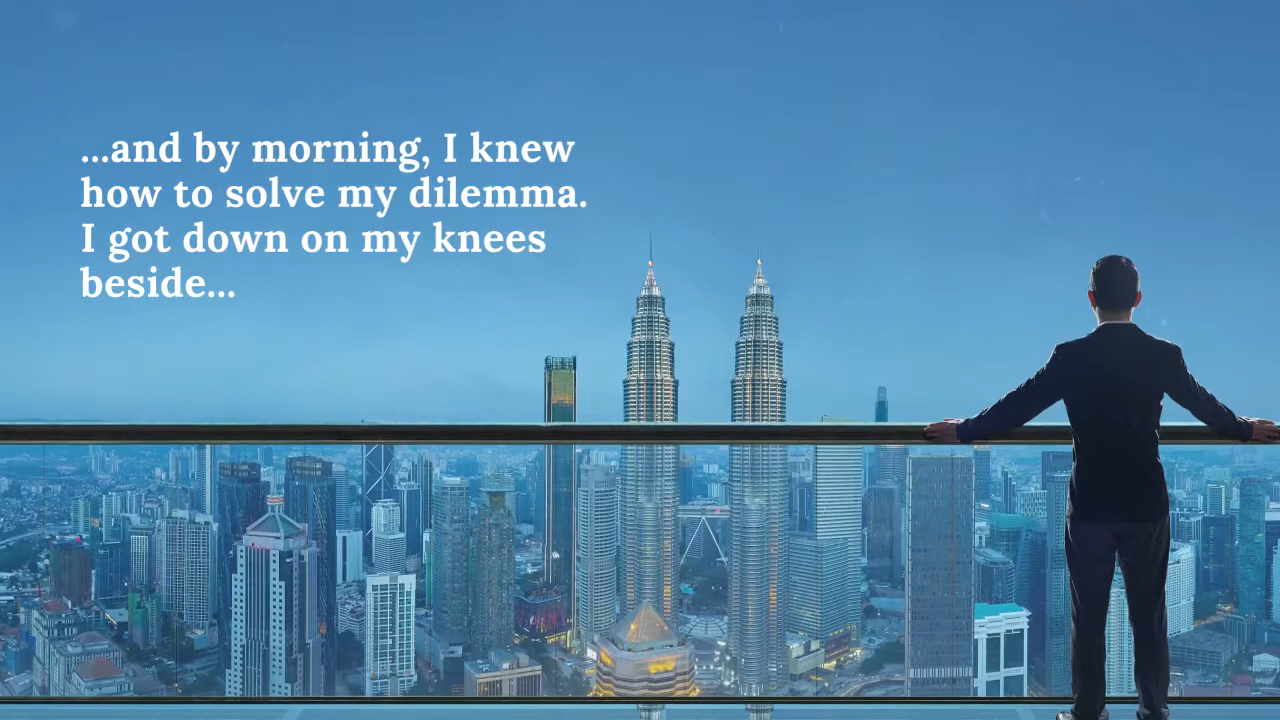 ...and by morning, I knew
how to solve my dilemma.
I got down on my knees
beside...